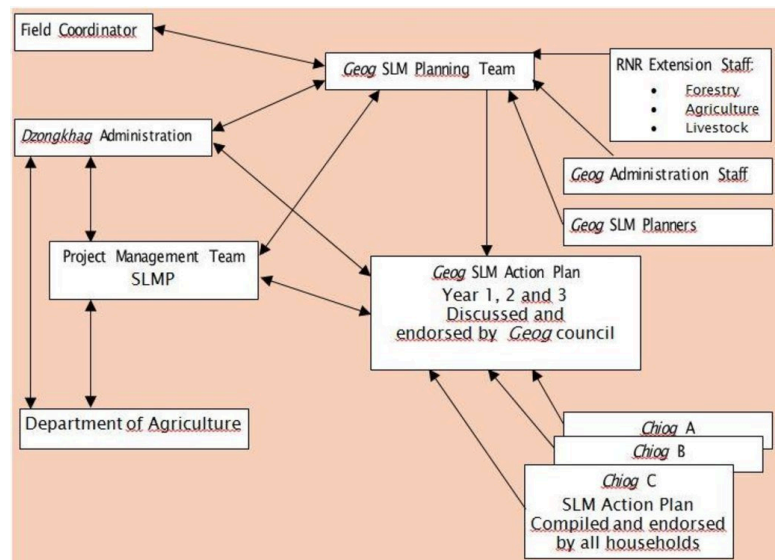 Field Coordinator
Geog SLM Planning Team
RNR Extension Staff:
• Forestry
• Agriculture
• Livestock
Dzongkhag Administration
Geog Administration Staff
Geog SLM Planners
Project Management Team
SLMP
Geog SLM Action Plan
Year 1, 2 and 3
Discussed and
endorsed by Geog council
Department of Agriculture
Chiog A
Chiog B
Chiog C
SLM Action Plan
Compiled and endorsed
by all households